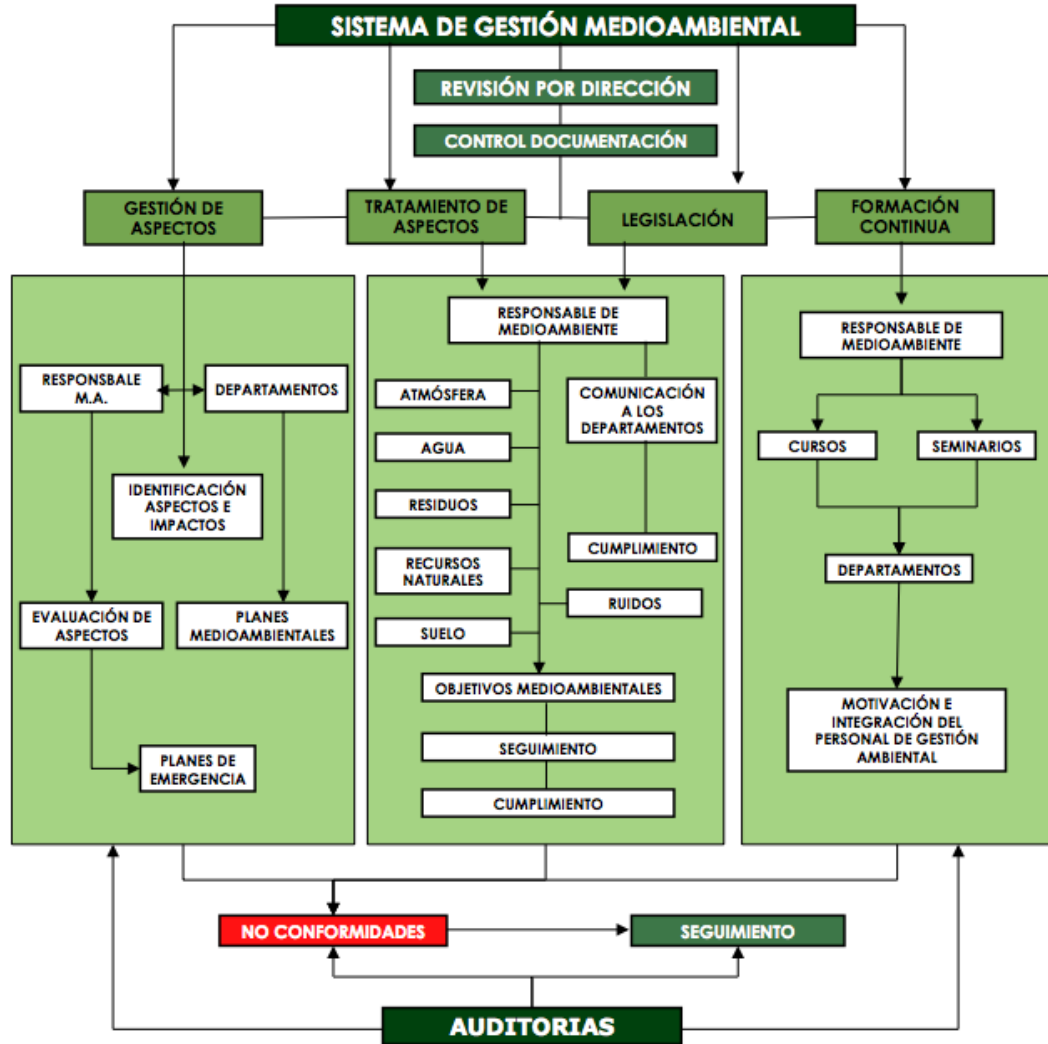 SISTEMA DE GESTIÓN MEDIOAMBIENTAL
REVISIÓN POR DIRECCIÓN
CONTROL DOCUMENTACIÓN
GESTIÓN DE
ASPECTOS
TRATAMIENTO DE
ASPECTOS
LEGISLACIÓN
FORMACIÓN
CONTINUA
RESPONSBALE
M.A.
DEPARTAMENTOS
IDENTIFICACIÓN
ASPECTOS E
IMPACTOS
EVALUACIÓN DE
ASPECTOS
PLANES
MEDIOAMBIENTALES
PLANES DE
EMERGENCIA
RESPONSABLE DE
MEDIOAMBIENTE
ATMÓSFERA
AGUA
RESIDUOS
RECURSOS
NATURALES
SUELO
COMUNICACIÓN
A LOS
DEPARTAMENTOS
CUMPLIMIENTO
RUIDOS
OBJETIVOS MEDIOAMBIENTALES
SEGUIMIENTO
CUMPLIMIENTO
RESPONSABLE DE
MEDIOAMBIENTE
CURSOS
SEMINARIOS
DEPARTAMENTOS
MOTIVACIÓN E
INTEGRACIÓN DEL
PERSONAL DE GESTIÓN
AMBIENTAL
NO CONFORMIDADES
SEGUIMIENTO
AUDITORIAS